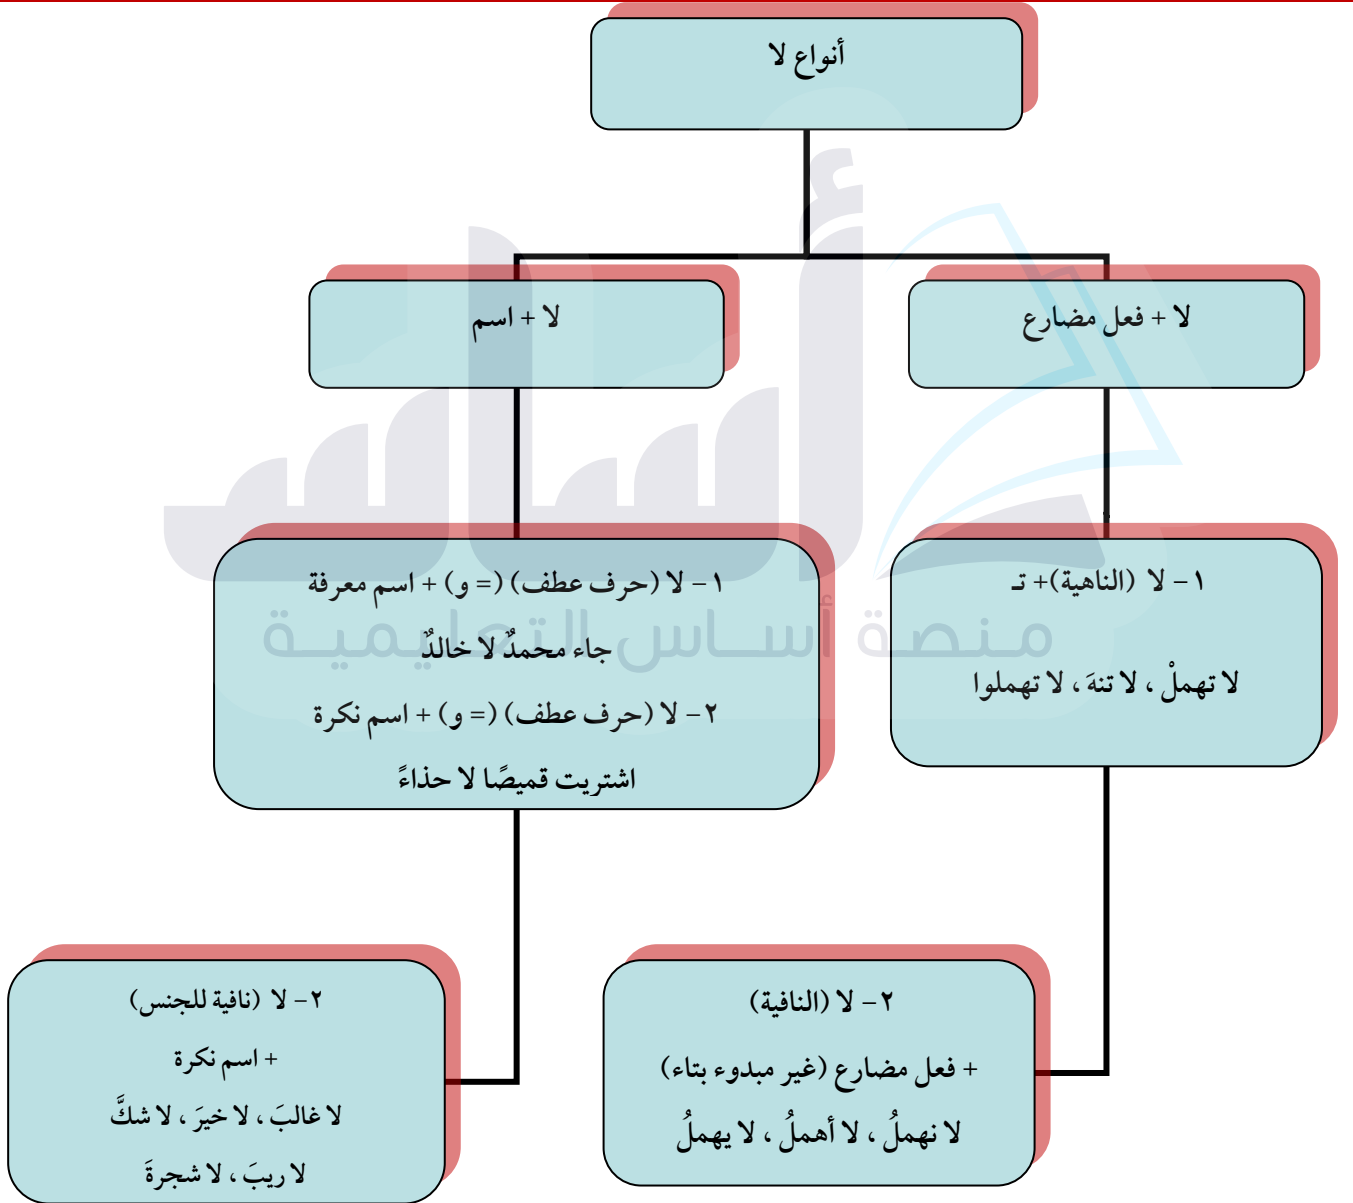 أنواع لا
لا + فعل مضارع
لا + اسم
١- لا (الناهية)+ تـ
لا تهملْ ، لا تنهَ ، لا تهملوا
١- لا (حرف عطف) (= و) + اسم معرفة
جاء محمدٌ لا خالدٌ
٢- لا (حرف عطف) (= و) + اسم نكرة
اشتريت قميصًا لا حذاءً
٢- لا (النافية)
+ فعل مضارع (غير مبدوء بتاء)
لا نهملُ ، لا أهملُ ، لا يهملُ
٢- لا (نافية للجنس)
+ اسم نكرة
لا غالبَ ، لا خيرَ ، لا شكَّ
لا ريبَ ، لا شجرةَ
أساس
منصة أساس التعليمية